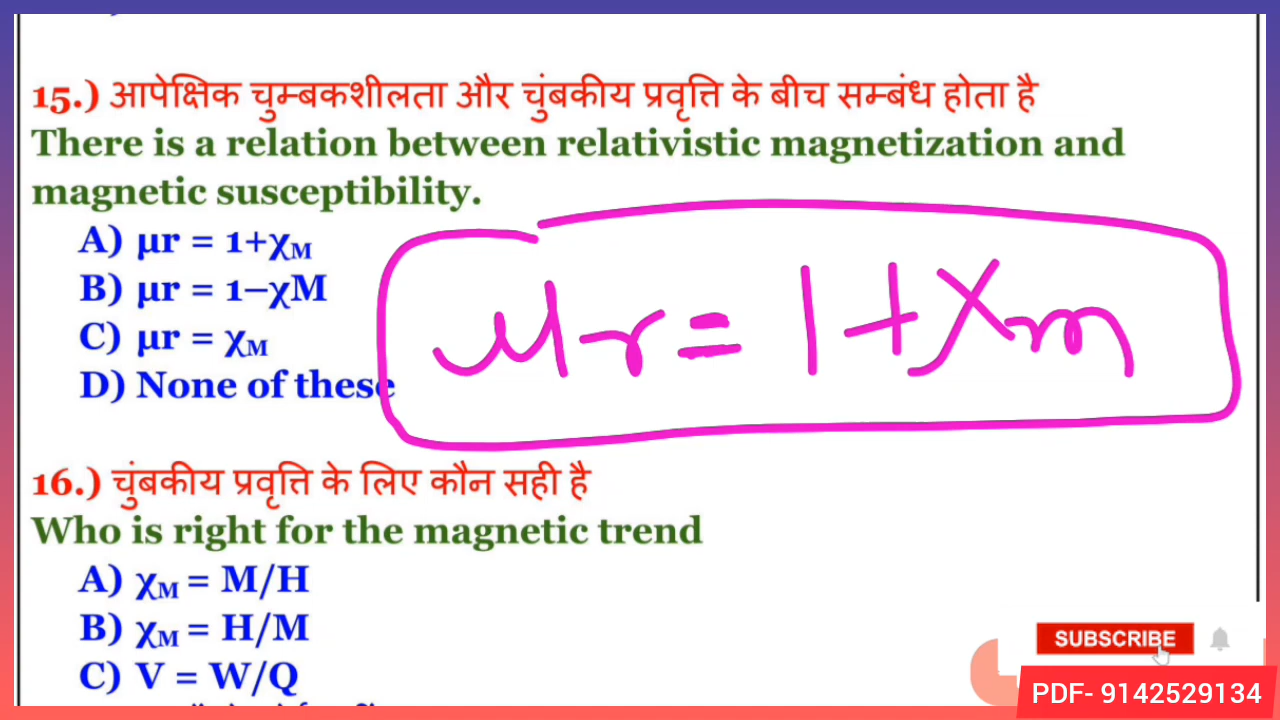 15.) आपेक्षिक चुम्बकशीलता और चुंबकीय प्रवृत्ति के बीच सम्बंध होता है
There is a relation between relativistic magnetization and
magnetic susceptibility.
A) μr = 1+χM
B) μr = 1–χM
C) μr = χM
D) None of these
μr = 1+χm
16.) चुंबकीय प्रवृत्ति के लिए कौन सही है
Who is right for the magnetic trend
A) χM = M/H
B) χM = H/M
C) V = W/Q
SUBSCRIBE
PDF- 9142529134